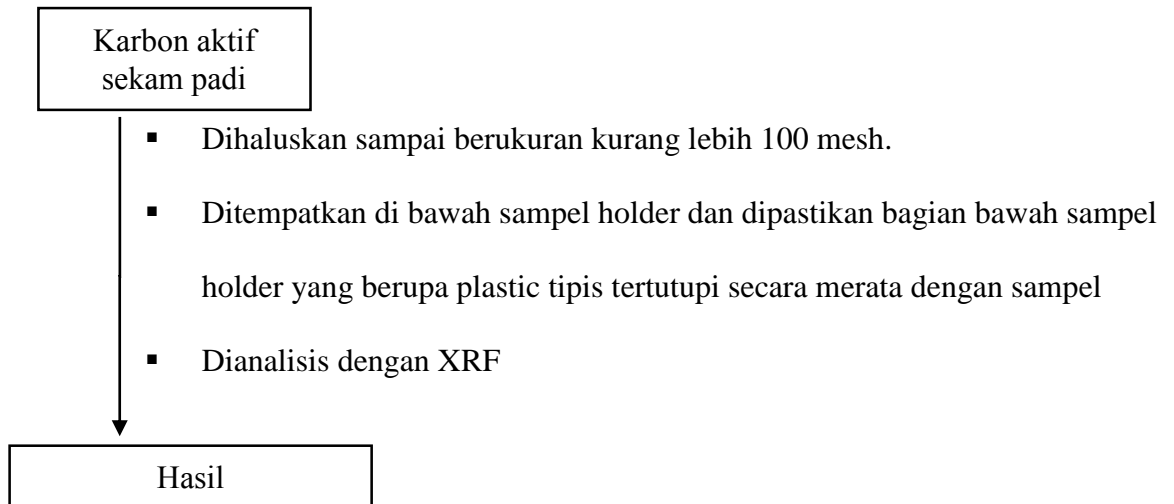 Karbon aktif
sekam padi
▪ Dihaluskan sampai berukuran kurang lebih 100 mesh.
▪ Ditempatkan di bawah sampel holder dan dipastikan bagian bawah sampel
holder yang berupa plastic tipis tertutupi secara merata dengan sampel
▪ Dianalisis dengan XRF
Hasil